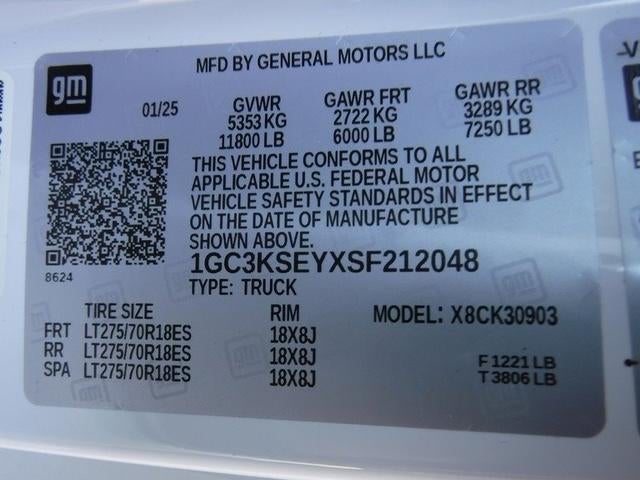 MFD BY GENERAL MOTORS LLC
gm
01/25 GVWR GAWR FRT GAWR RR
5353 KG 2722 KG 3289 KG
11800 LB 6000 LB 7250 LB
THIS VEHICLE CONFORMS TO ALL
APPLICABLE U.S. FEDERAL MOTOR
VEHICLE SAFETY STANDARDS IN EFFECT
ON THE DATE OF MANUFACTURE
SHOWN ABOVE.
8624
1GC3KSEYXSF212048
TYPE: TRUCK
TIRE SIZE RIM MODEL: X8CK30903
FRT LT275/70R18ES 18X8J
RR LT275/70R18ES 18X8J F 1221 LB
SPA LT275/70R18ES 18X8J T 3806 LB